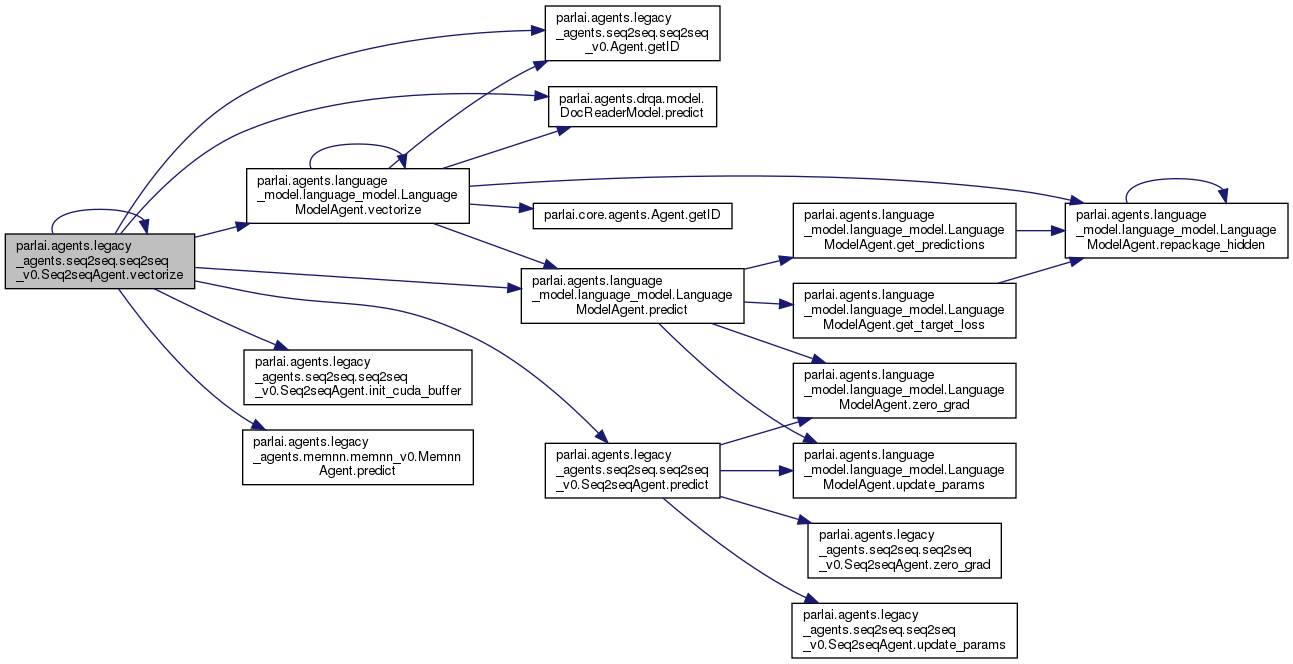 parlai.agents.legacy
_agents.seq2seq.seq2seq
_v0.Seq2seqAgent.vectorize
parlai.agents.legacy
_agents.seq2seq.seq2seq
_v0.Agent.getID
parlai.agents.drqa.model.
DocReaderModel.predict
parlai.agents.language
_model.language_model.Language
ModelAgent.vectorize
parlai.core.agents.Agent.getID
parlai.agents.language
_model.language_model.Language
ModelAgent.predict
parlai.agents.legacy
_agents.seq2seq.seq2seq
_v0.Seq2seqAgent.init_cuda_buffer
parlai.agents.legacy
_agents.memnn.memnn_v0.Memnn
Agent.predict
parlai.agents.legacy
_agents.seq2seq.seq2seq
_v0.Seq2seqAgent.predict
parlai.agents.language
_model.language_model.Language
ModelAgent.get_predictions
parlai.agents.language
_model.language_model.Language
ModelAgent.get_target_loss
parlai.agents.language
_model.language_model.Language
ModelAgent.zero_grad
parlai.agents.language
_model.language_model.Language
ModelAgent.update_params
parlai.agents.legacy
_agents.seq2seq.seq2seq
_v0.Seq2seqAgent.zero_grad
parlai.agents.legacy
_agents.seq2seq.seq2seq
_v0.Seq2seqAgent.update_params
parlai.agents.language
_model.language_model.Language
ModelAgent.repackage_hidden